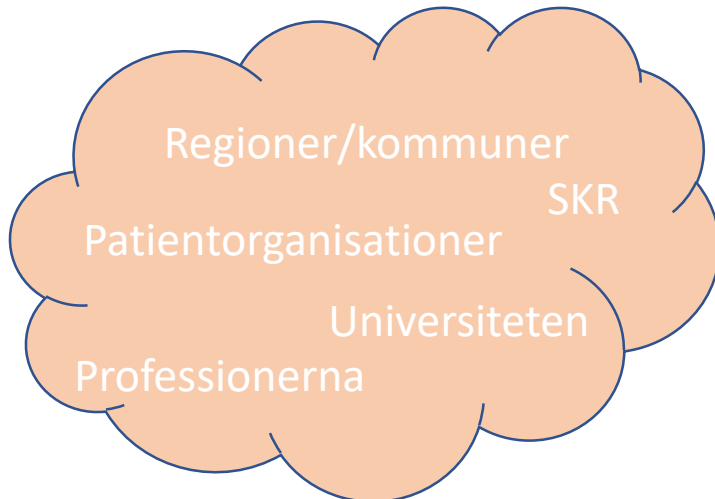 Regioner/kommuner
SKR
Patientorganisationer
Universiteten
Professionerna